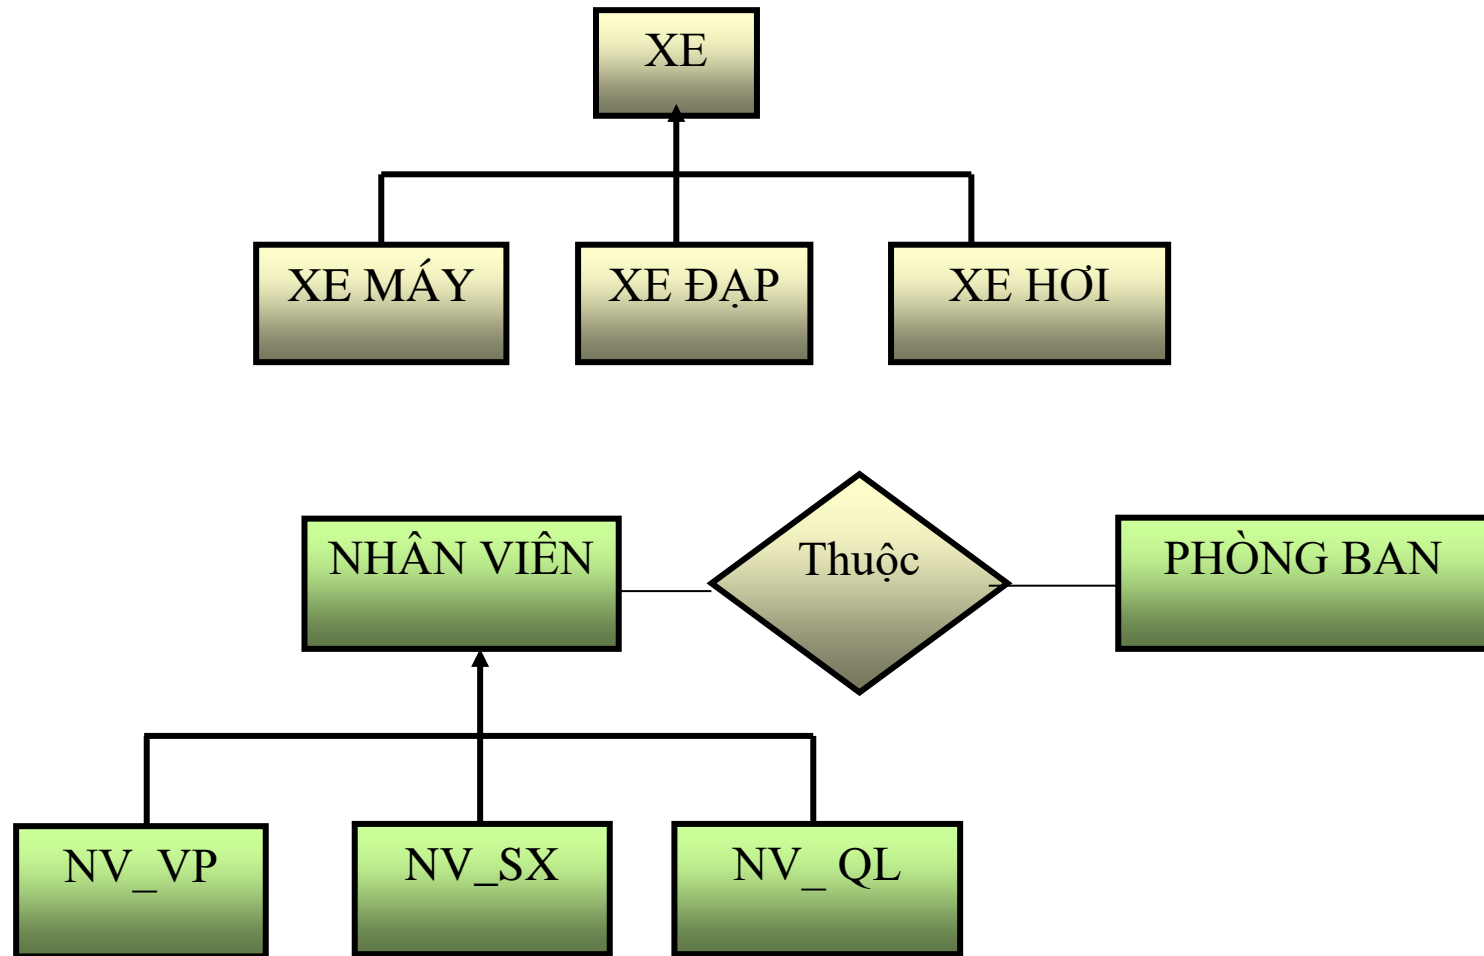 XE
XE MÁY
XE ĐẠP
XE HƠI
NHÂN VIÊN
Thuộc
PHÒNG BAN
NV_VP
NV_SX
NV_ QL